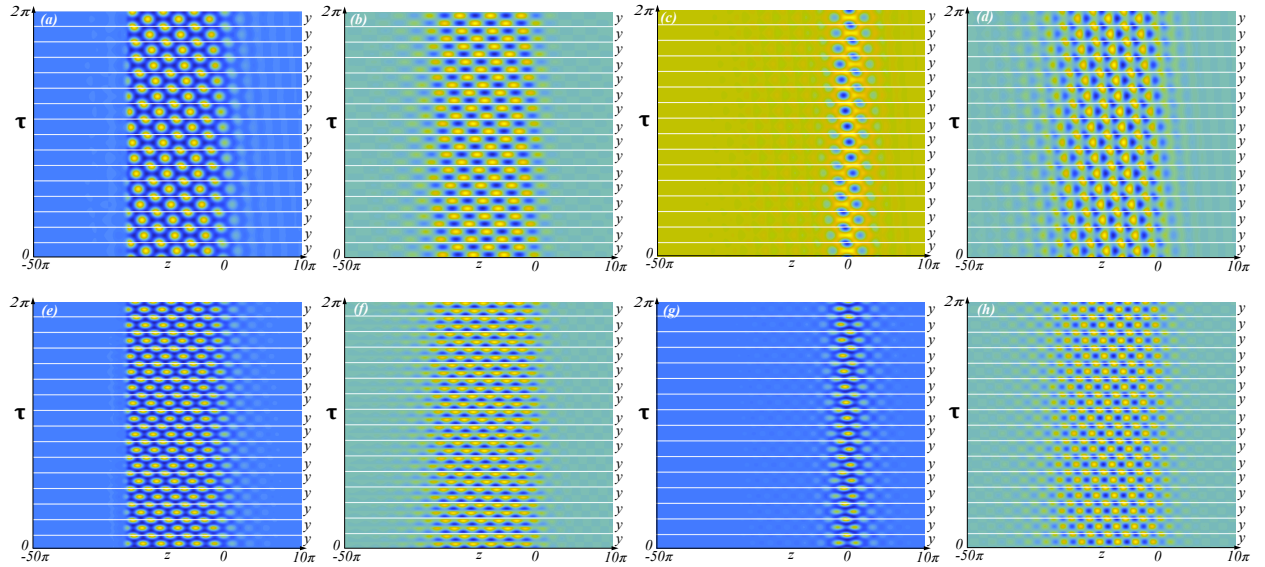 (a) (b) (c) (d)
2π y 2π y 2π y 2π y
y y y y
y y y y
y y y y
y y y y
y y y y
y y y y
τ y τ y τ y τ y
y y y y
y y y y
y y y y
y y y y
y y y y
y y y y
y y y y
0 y 0 y 0 y 0 y
-50π z 0 10π -50π z 0 10π -50π z 0 10π -50π z 0 10π
(e) (f) (g) (h)
2π y 2π y 2π y 2π y
y y y y
y y y y
y y y y
y y y y
y y y y
y y y y
τ y τ y τ y τ y
y y y y
y y y y
y y y y
y y y y
y y y y
y y y y
y y y y
0 y 0 y 0 y 0 y
-50π z 0 10π -50π z 0 10π -50π z 0 10π -50π z 0 10π